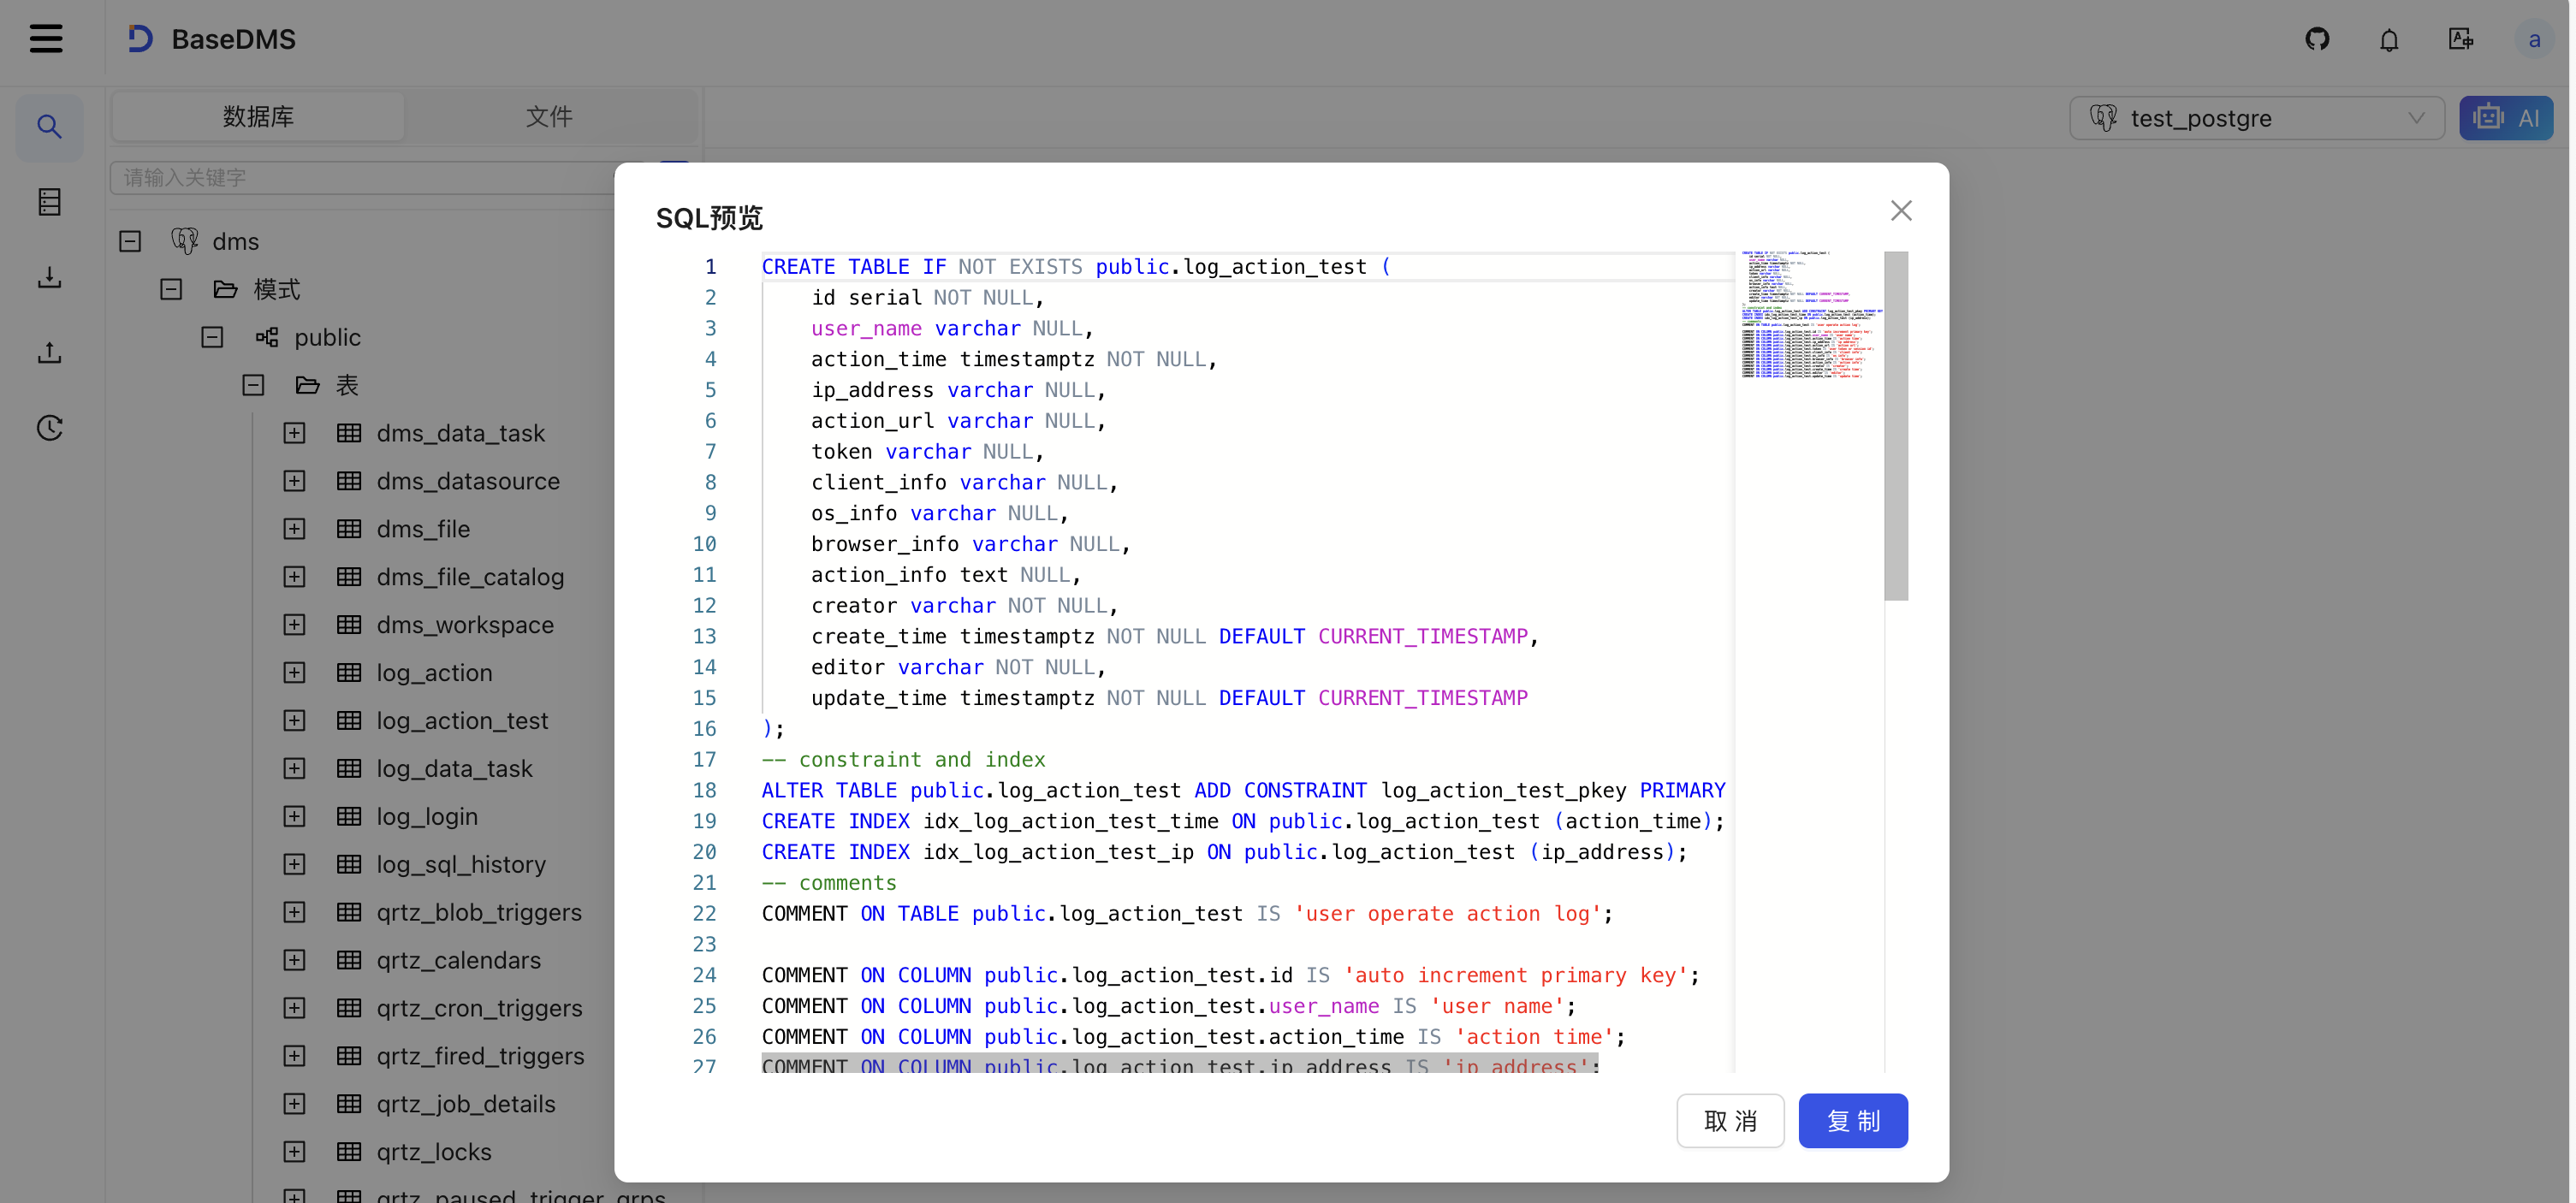 BaseDMS
a
数据库
文件
test_postgre
AI
请输入关键字
dms
模式
public
表
dms_data_task
dms_datasource
dms_file
dms_file_catalog
dms_workspace
log_action
log_action_test
log_data_task
log_login
log_sql_history
qrtz_blob_triggers
qrtz_calendars
qrtz_cron_triggers
qrtz_fired_triggers
qrtz_job_details
qrtz_locks
qrtz_paused_trigger_grps
SQL预览
1 CREATE TABLE IF NOT EXISTS public.log_action_test (
2 id serial NOT NULL,
3 user_name varchar NULL,
4 action_time timestamptz NOT NULL,
5 ip_address varchar NULL,
6 action_url varchar NULL,
7 token varchar NULL,
8 client_info varchar NULL,
9 os_info varchar NULL,
10 browser_info varchar NULL,
11 action_info text NULL,
12 creator varchar NOT NULL,
13 create_time timestamptz NOT NULL DEFAULT CURRENT_TIMESTAMP,
14 editor varchar NOT NULL,
15 update_time timestamptz NOT NULL DEFAULT CURRENT_TIMESTAMP
16 );
17 -- constraint and index
18 ALTER TABLE public.log_action_test ADD CONSTRAINT log_action_test_pkey PRIMARY
19 CREATE INDEX idx_log_action_test_time ON public.log_action_test (action_time);
20 CREATE INDEX idx_log_action_test_ip ON public.log_action_test (ip_address);
21 -- comments
22 COMMENT ON TABLE public.log_action_test IS 'user operate action log';
23
24 COMMENT ON COLUMN public.log_action_test.id IS 'auto increment primary key';
25 COMMENT ON COLUMN public.log_action_test.user_name IS 'user name';
26 COMMENT ON COLUMN public.log_action_test.action_time IS 'action time';
27 COMMENT ON COLUMN public.log_action_test.ip_address IS 'ip address';
取 消
复 制